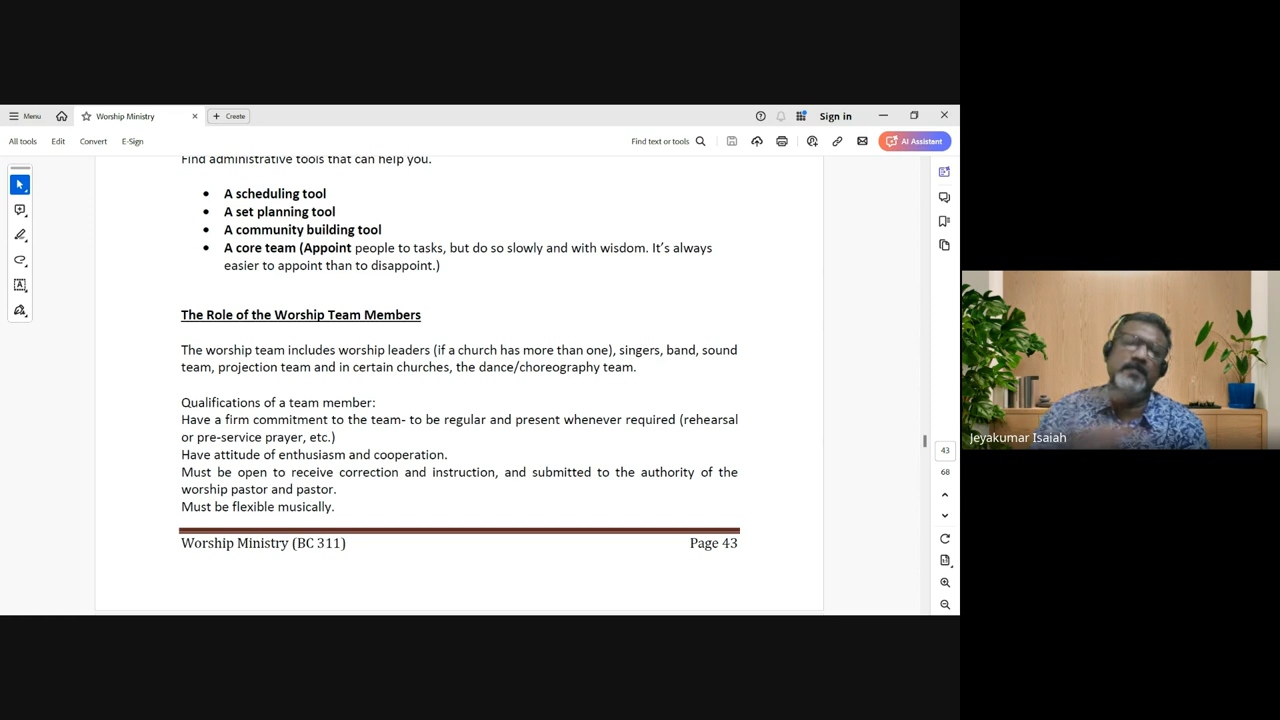 Menu
Worship Ministry
Create
Sign in
All tools
Edit
Convert
E-Sign
Find text or tools
AI Assistant
Find administrative tools that can help you.
• A scheduling tool
• A set planning tool
• A community building tool
• A core team (Appoint people to tasks, but do so slowly and with wisdom. It's always
easier to appoint than to disappoint.)
The Role of the Worship Team Members
The worship team includes worship leaders (if a church has more than one), singers, band, sound
team, projection team and in certain churches, the dance/choreography team.
Qualifications of a team member:
Have a firm commitment to the team- to be regular and present whenever required (rehearsal
or pre-service prayer, etc.)
Have attitude of enthusiasm and cooperation.
Must be open to receive correction and instruction, and submitted to the authority of the
worship pastor and pastor.
Must be flexible musically.
Worship Ministry (BC 311)
Page 43
43
68
Jeyakumar Isaiah